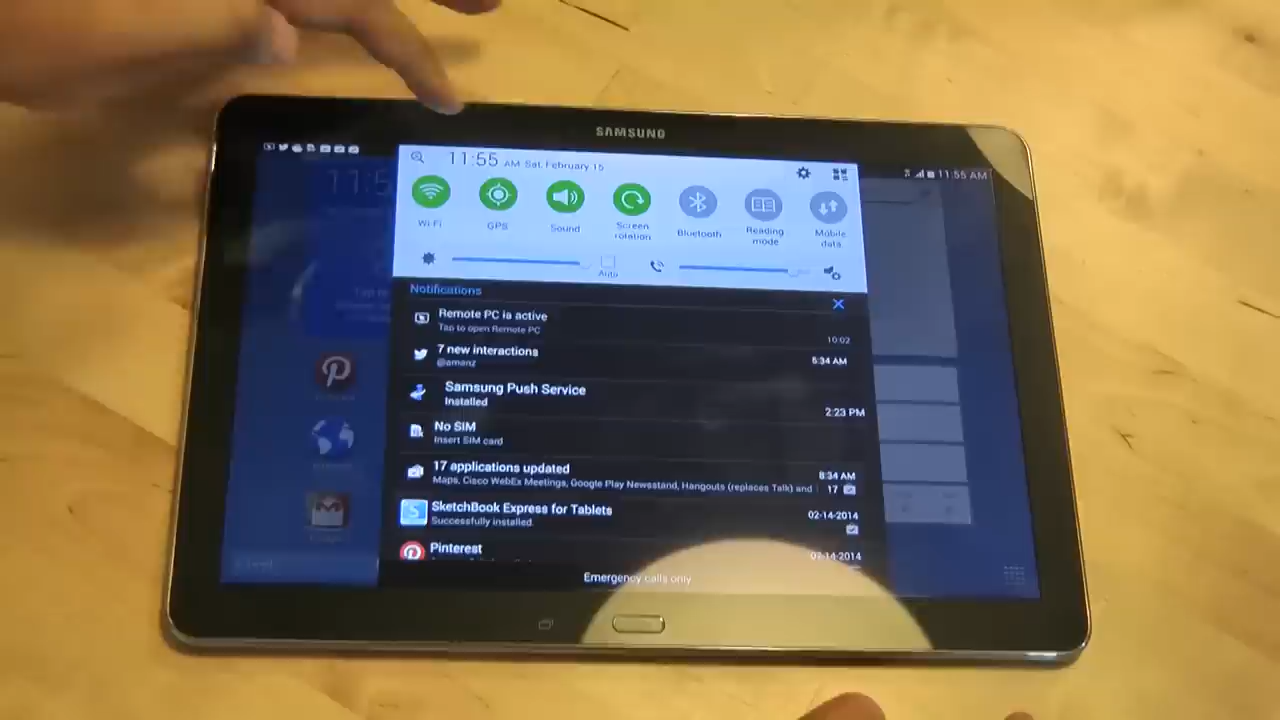 SAMSUNG
11:5
11:55 AM Sat, February 15
11:55 AM
Wi-Fi
GPS
Sound
Screen rotation
Bluetooth
Reading mode
Mobile data
Auto
Notifications
Remote PC is active
Tap to open Remote PC
10:02
7 new interactions
@amanz
5:34 AM
Samsung Push Service
Installed
2:23 PM
No SIM
Insert SIM card
17 applications updated
8:34 AM
Maps, Cisco WebEx Meetings, Google Play Newsstand, Hangouts (replaces Talk) and
17
SketchBook Express for Tablets
Successfully installed.
02-14-2014
Pinterest
02-14-2014
Emergency calls only